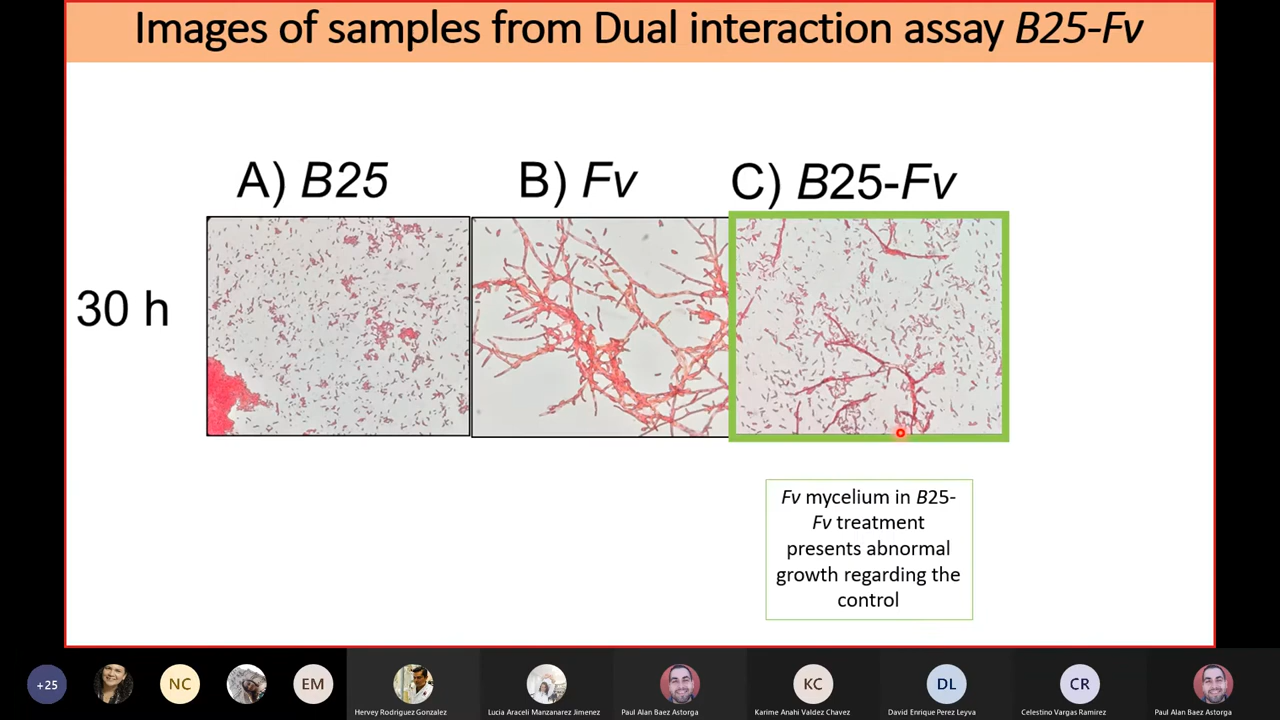 Images of samples from Dual interaction assay B25-Fv
A) B25
B) Fv
C) B25-Fv
30 h
Fv mycelium in B25-
Fv treatment
presents abnormal
growth regarding the
control
+25
NC
EM
KC
DL
CR
Hervey Rodriguez Gonzalez
Lucia Araceli Manzanarez Jimenez
Paul Alan Baez Astorga
Karime Anahi Valdez Chavez
David Enrique Perez Leyva
Celestino Vargas Ramirez
Paul Alan Baez Astorga